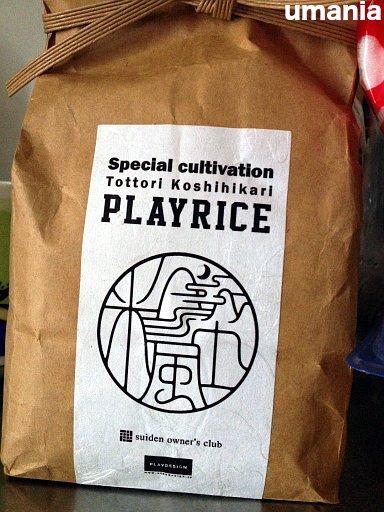 umania
Special cultivation
Tottori Koshihikari
PLAYRICE
suiden owner's club
PLAYDESIGN